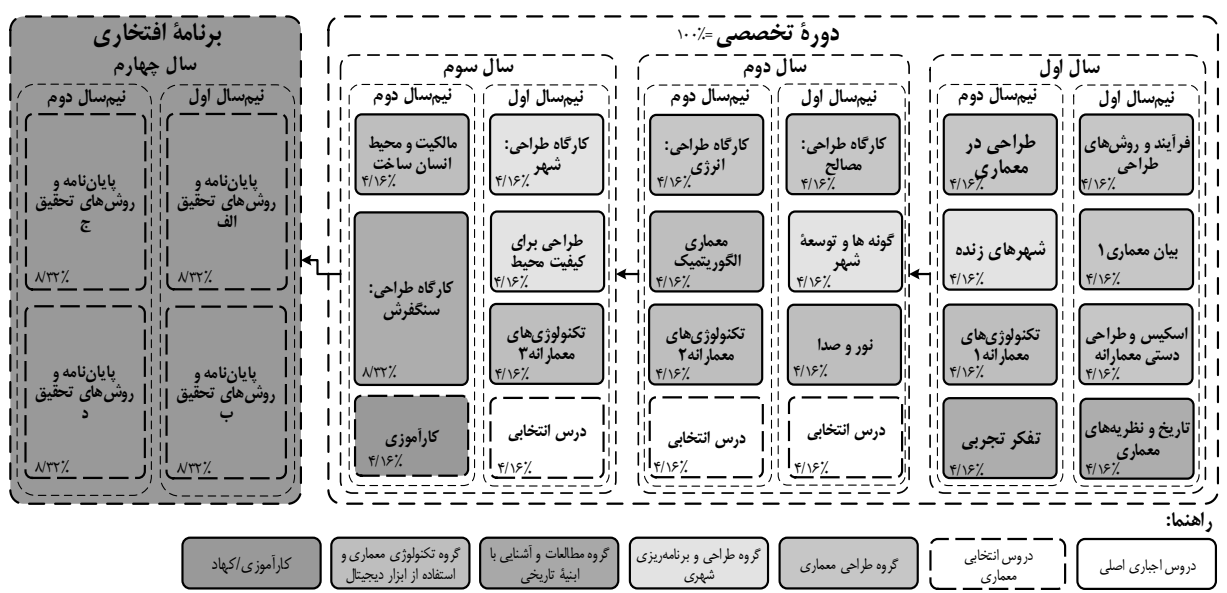 دورهٔ تخصصی =۱۰۰٪
سال اول
نیم‌سال اول
فرآیند و روش‌های
طراحی
۴/۱۶٪
بیان معماری۱
۴/۱۶٪
اسکیس و طراحی
دستی معمارانه
۴/۱۶٪
تاریخ و نظریه‌های
معماری
۴/۱۶٪
نیم‌سال دوم
طراحی در
معماری
۴/۱۶٪
شهرهای زنده
۴/۱۶٪
تکنولوژی‌های
معمارانه۱
۴/۱۶٪
تفکر تجربی
۴/۱۶٪
سال دوم
نیم‌سال اول
کارگاه طراحی:
مصالح
۴/۱۶٪
گونه ها و توسعهٔ
شهر
۴/۱۶٪
نور و صدا
۴/۱۶٪
درس انتخابی
۴/۱۶٪
نیم‌سال دوم
کارگاه طراحی:
انرژی
۴/۱۶٪
معماری
الگوریتمیک
۴/۱۶٪
تکنولوژی‌های
معمارانه۲
۴/۱۶٪
درس انتخابی
۴/۱۶٪
سال سوم
نیم‌سال اول
کارگاه طراحی:
شهر
۴/۱۶٪
طراحی برای
کیفیت محیط
۴/۱۶٪
تکنولوژی‌های
معمارانه۳
۴/۱۶٪
درس انتخابی
۴/۱۶٪
نیم‌سال دوم
مالکیت و محیط
انسان ساخت
۴/۱۶٪
کارگاه طراحی:
سنگفرش
۸/۳۲٪
کارآموزی
۴/۱۶٪
برنامهٔ افتخاری
سال چهارم
نیم‌سال اول
پایان‌نامه و
روش‌های تحقیق
الف
۸/۳۲٪
پایان‌نامه و
روش‌های تحقیق
ب
۸/۳۲٪
نیم‌سال دوم
پایان‌نامه و
روش‌های تحقیق
ج
۸/۳۲٪
پایان‌نامه و
روش‌های تحقیق
د
۸/۳۲٪
راهنما:
دروس اجباری اصلی
دروس انتخابی
معماری
گروه طراحی معماری
گروه طراحی و برنامه‌ریزی
شهری
گروه مطالعات و آشنایی با
ابنیهٔ تاریخی
گروه تکنولوژی معماری و
استفاده از ابزار دیجیتال
کارآموزی/کهاد